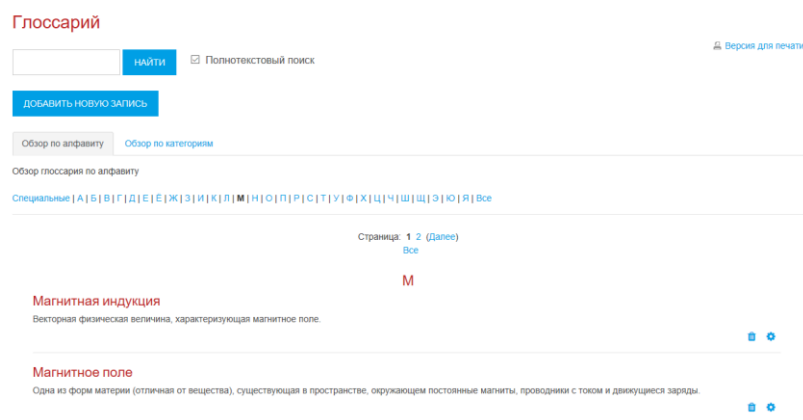 Глоссарий
Версия для печати
НАЙТИ Полнотекстовый поиск
ДОБАВИТЬ НОВУЮ ЗАПИСЬ
Обзор по алфавиту Обзор по категориям
Обзор глоссария по алфавиту
Специальные | А | Б | В | Г | Д | Е | Ё | Ж | З | И | К | Л | М | Н | О | П | Р | С | Т | У | Ф | Х | Ц | Ч | Ш | Щ | Э | Ю | Я | Все
Страница: 1 2 (Далее)
Все
М
Магнитная индукция
Векторная физическая величина, характеризующая магнитное поле.
Магнитное поле
Одна из форм материи (отличная от вещества), существующая в пространстве, окружающем постоянные магниты, проводники с током и движущиеся заряды.